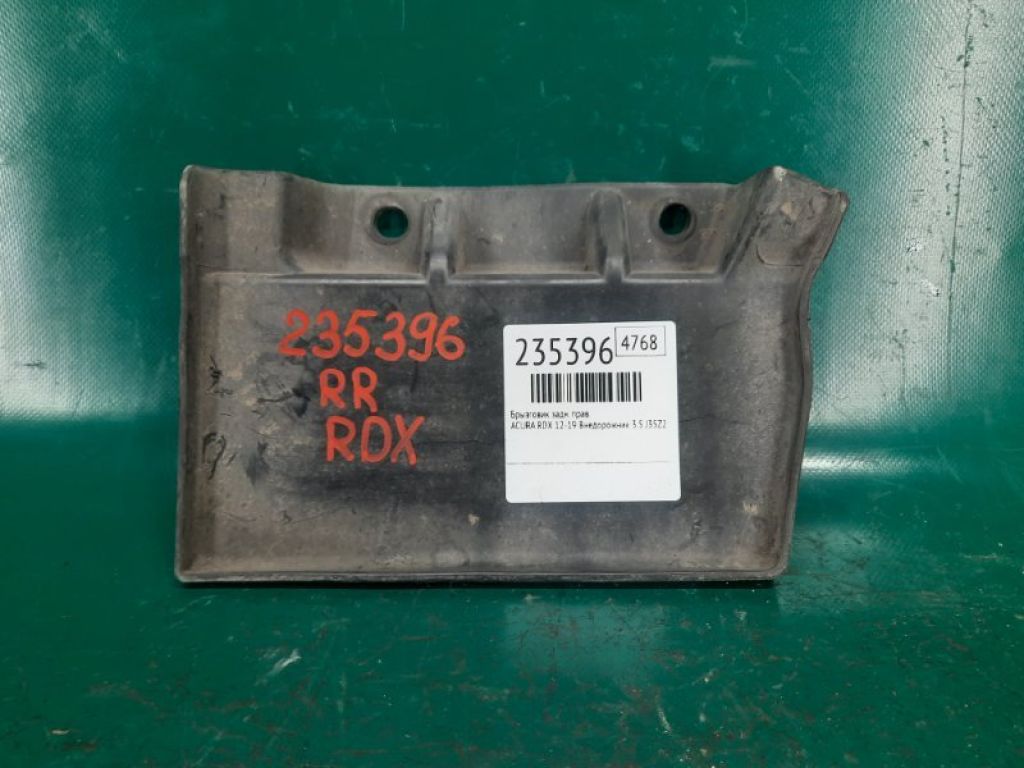 235396
RR
RDX
235396 4768
Брызговик задн. прав.
ACURA RDX 12-19 Внедорожник 3.5 J35Z2